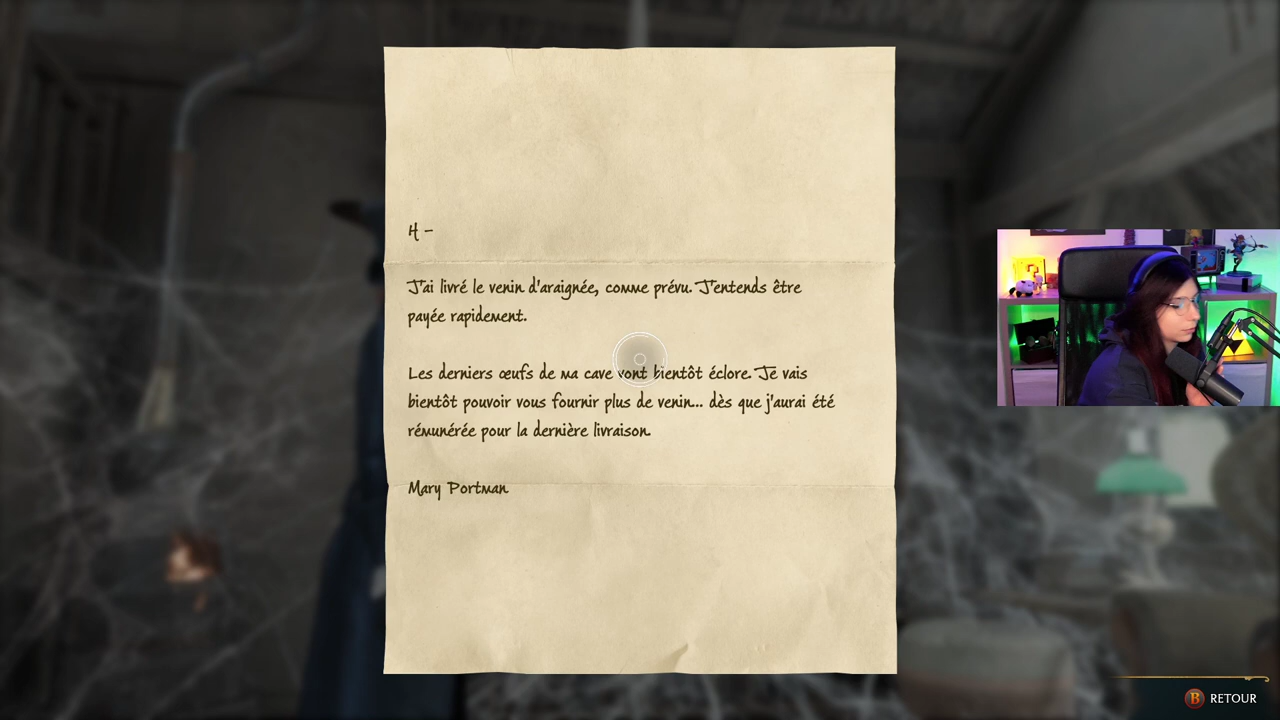 H –
J'ai livré le venin d'araignée, comme prévu. J'entends être
payée rapidement.
Les derniers œufs de ma cave vont bientôt éclore. Je vais
bientôt pouvoir vous fournir plus de venin... dès que j'aurai été
rémunérée pour la dernière livraison.
Mary Portman
B RETOUR